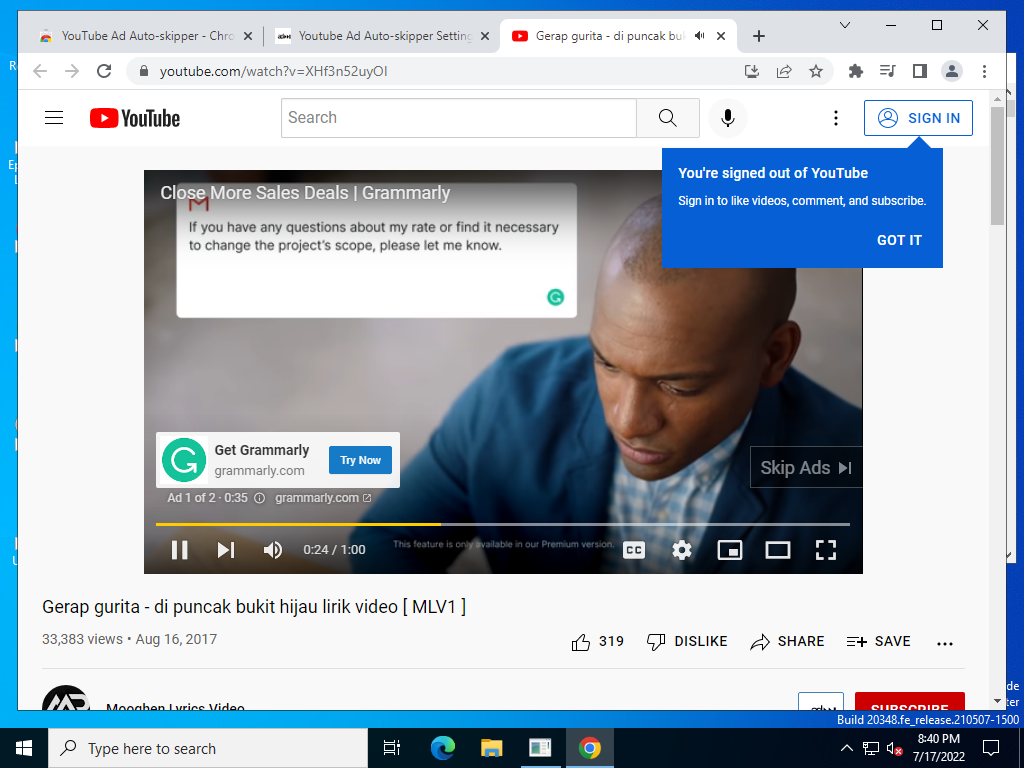 YouTube Ad Auto-skipper - Chro
Youtube Ad Auto-skipper Setting
Gerap gurita - di puncak buk
youtube.com/watch?v=XHf3n52uyOI
YouTube
Search
SIGN IN
You're signed out of YouTube
Sign in to like videos, comment, and subscribe.
GOT IT
Close More Sales Deals | Grammarly
If you have any questions about my rate or find it necessary
to change the project's scope, please let me know.
Get Grammarly
grammarly.com
Try Now
Skip Ads
Ad 1 of 2 · 0:35 grammarly.com
0:24 / 1:00
This feature is only available in our Premium version.
CC
Gerap gurita - di puncak bukit hijau lirik video [ MLV1 ]
33,383 views • Aug 16, 2017
319
DISLIKE
SHARE
SAVE
Mooghen Lyrics Video
SUBSCRIBE
Build 20348.fe_release.210507-1500
Type here to search
8:40 PM
7/17/2022